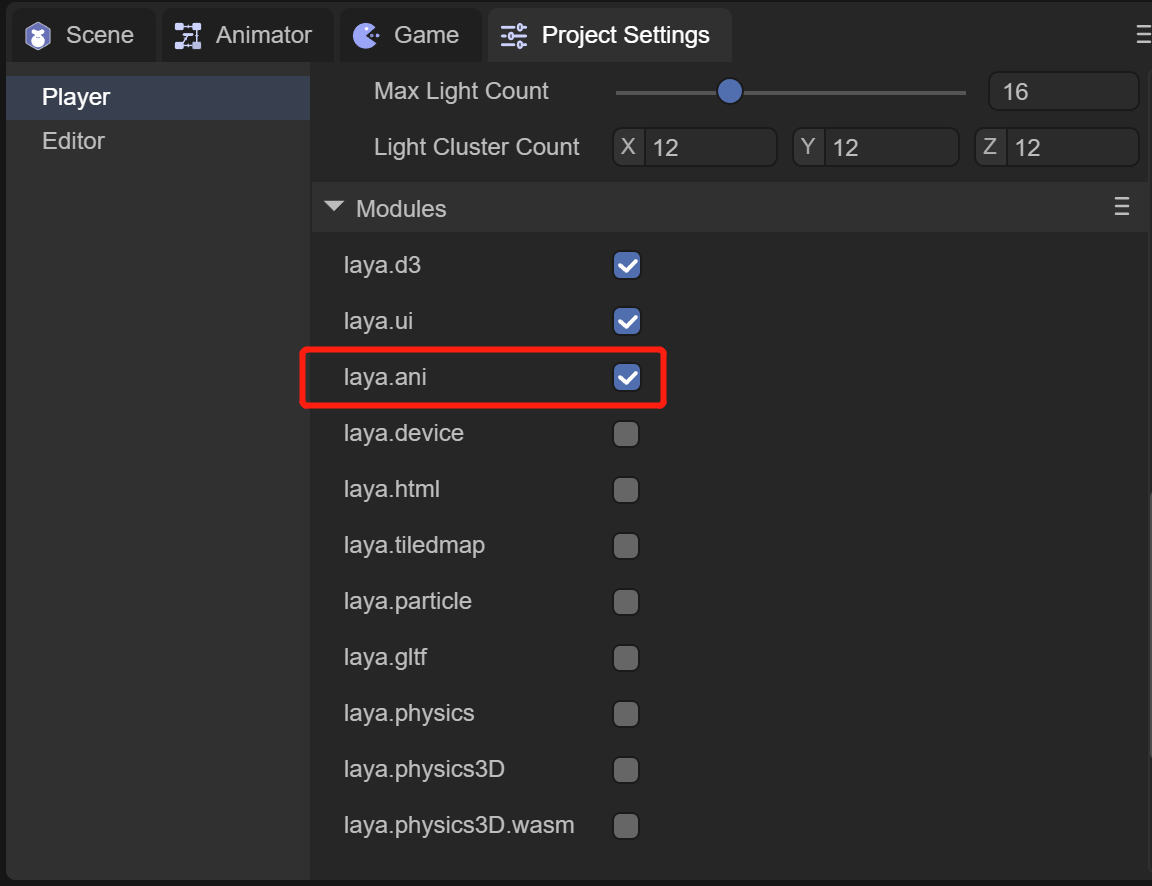 Scene Animator Game Project Settings
Player
Editor
Max Light Count 16
Light Cluster Count X 12 Y 12 Z 12
Modules
laya.d3
laya.ui
laya.ani
laya.device
laya.html
laya.tiledmap
laya.particle
laya.gltf
laya.physics
laya.physics3D
laya.physics3D.wasm